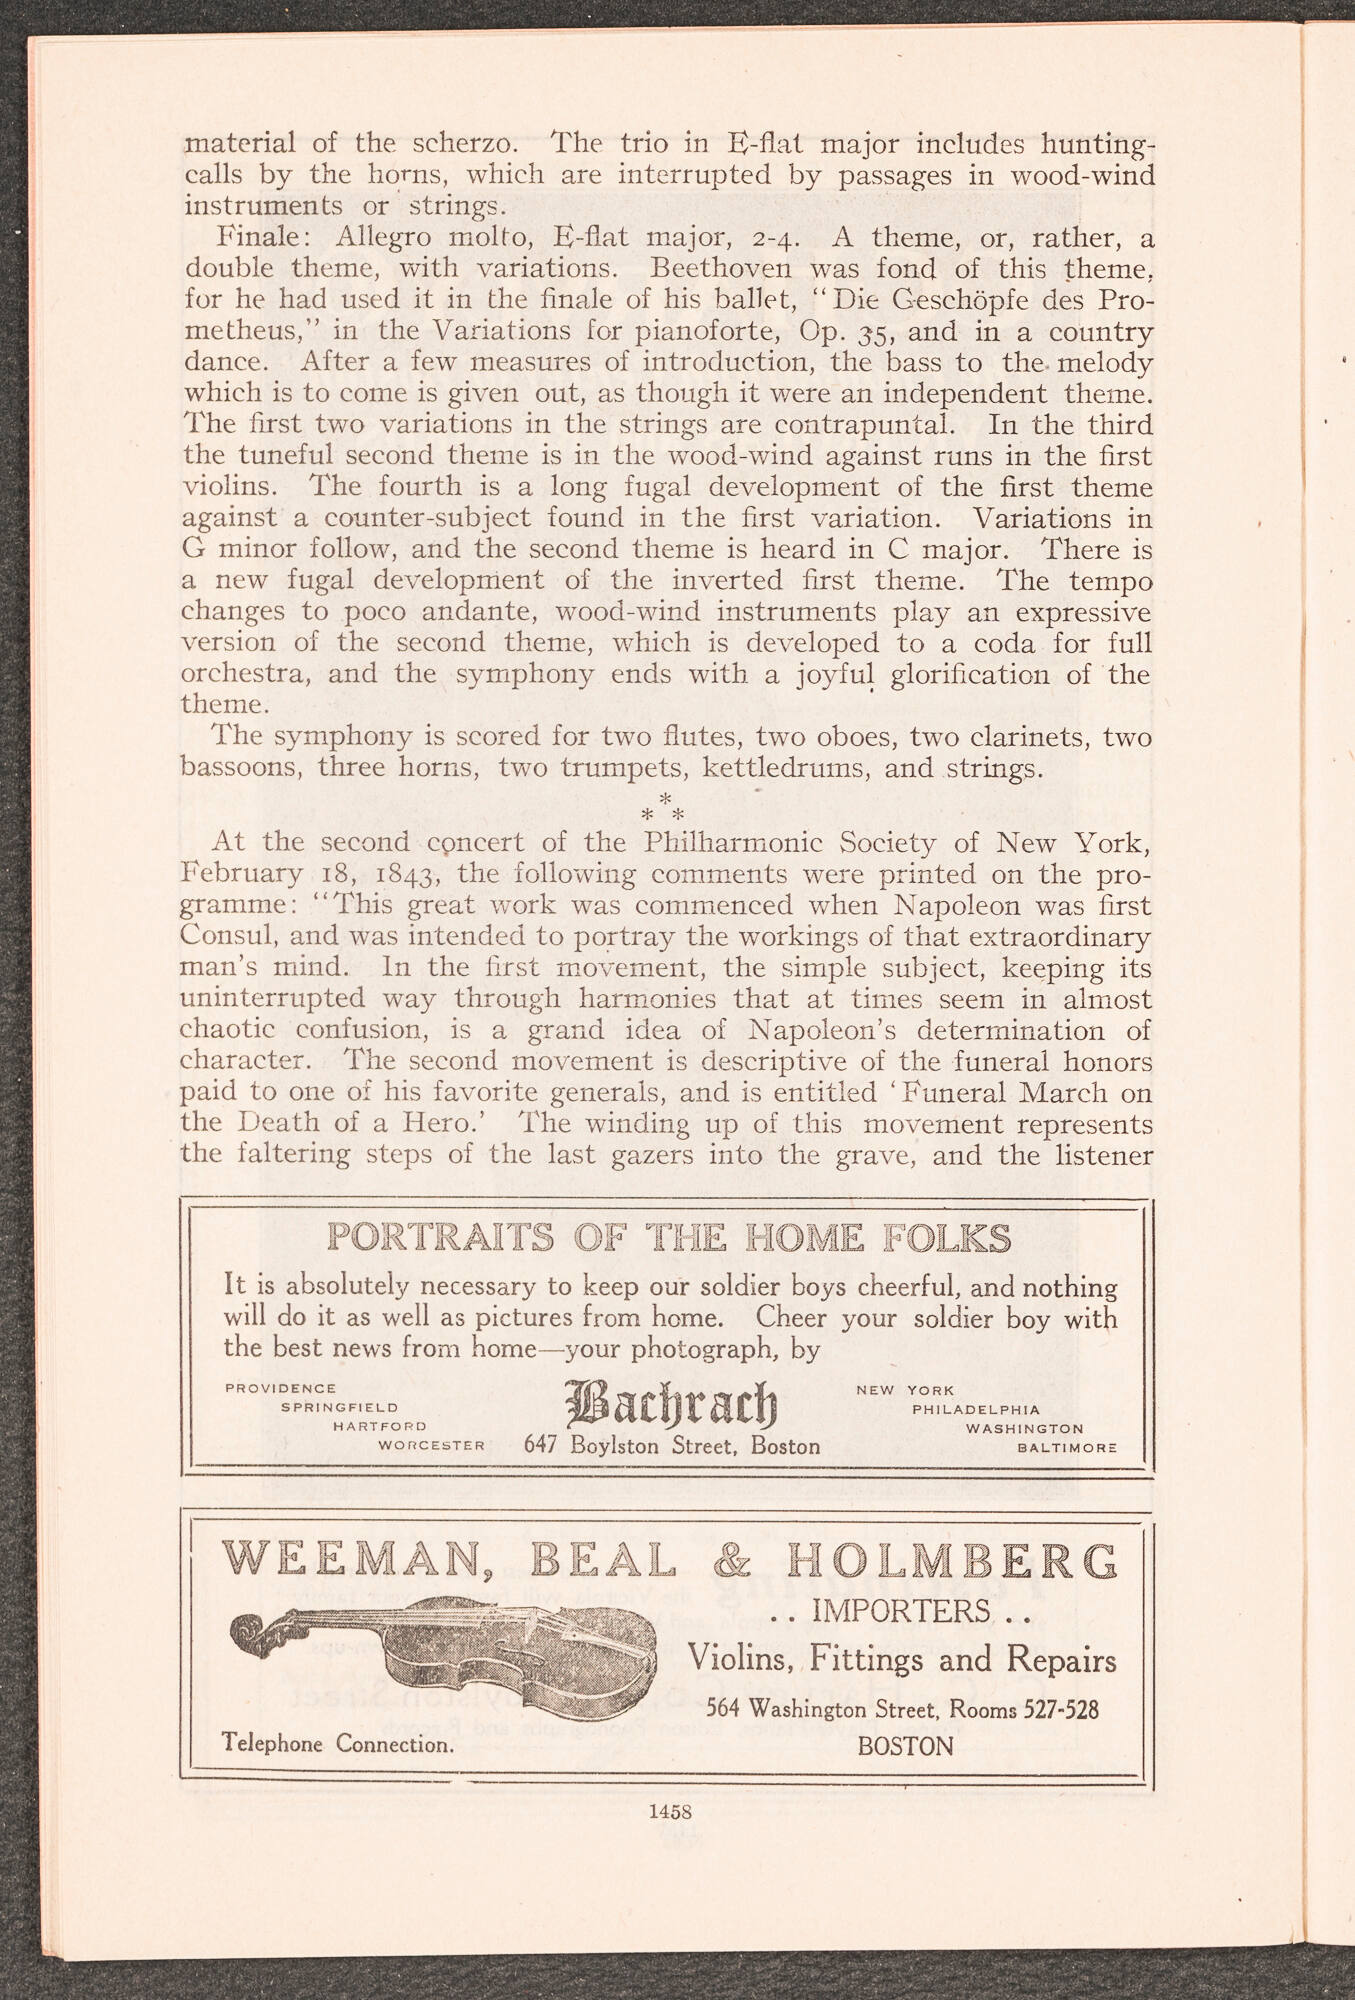 material of the scherzo. The trio in E-flat major includes hunting-
calls by the horns, which are interrupted by passages in wood-wind
instruments or strings.
Finale: Allegro molto, E-flat major, 2-4. A theme, or, rather, a
double theme, with variations. Beethoven was fond of this theme,
for he had used it in the finale of his ballet, "Die Geschöpfe des Pro-
metheus," in the Variations for pianoforte, Op. 35, and in a country
dance. After a few measures of introduction, the bass to the melody
which is to come is given out, as though it were an independent theme.
The first two variations in the strings are contrapuntal. In the third
the tuneful second theme is in the wood-wind against runs in the first
violins. The fourth is a long fugal development of the first theme
against a counter-subject found in the first variation. Variations in
G minor follow, and the second theme is heard in C major. There is
a new fugal development of the inverted first theme. The tempo
changes to poco andante, wood-wind instruments play an expressive
version of the second theme, which is developed to a coda for full
orchestra, and the symphony ends with a joyful glorification of the
theme.
The symphony is scored for two flutes, two oboes, two clarinets, two
bassoons, three horns, two trumpets, kettledrums, and strings.
*
* *
At the second concert of the Philharmonic Society of New York,
February 18, 1843, the following comments were printed on the pro-
gramme: "This great work was commenced when Napoleon was first
Consul, and was intended to portray the workings of that extraordinary
man's mind. In the first movement, the simple subject, keeping its
uninterrupted way through harmonies that at times seem in almost
chaotic confusion, is a grand idea of Napoleon's determination of
character. The second movement is descriptive of the funeral honors
paid to one of his favorite generals, and is entitled 'Funeral March on
the Death of a Hero.' The winding up of this movement represents
the faltering steps of the last gazers into the grave, and the listener
PORTRAITS OF THE HOME FOLKS
It is absolutely necessary to keep our soldier boys cheerful, and nothing
will do it as well as pictures from home. Cheer your soldier boy with
the best news from home—your photograph, by
PROVIDENCE
SPRINGFIELD
HARTFORD
WORCESTER
Bachrach
647 Boylston Street, Boston
NEW YORK
PHILADELPHIA
WASHINGTON
BALTIMORE
WEEMAN, BEAL & HOLMBERG
. . IMPORTERS . .
Violins, Fittings and Repairs
564 Washington Street, Rooms 527-528
Telephone Connection.
BOSTON
1458